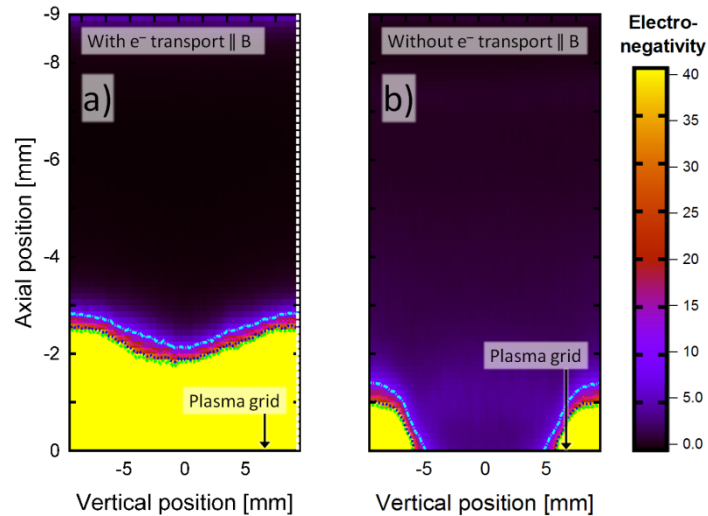 With e⁻ transport ∥ B
a)
Plasma grid
-9
-8
-6
-4
-2
0
Axial position [mm]
-5
0
5
Vertical position [mm]
Without e⁻ transport ∥ B
b)
Plasma grid
-5
0
5
Vertical position [mm]
Electro-
negativity
40
35
30
25
20
15
10
5
0.0